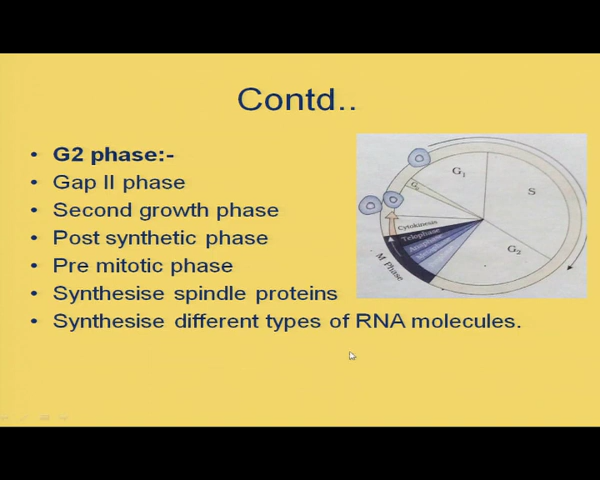 Contd..
• G2 phase:-
• Gap II phase
• Second growth phase
• Post synthetic phase
• Pre mitotic phase
• Synthesise spindle proteins
• Synthesise different types of RNA molecules.
G1
S
G2
Cytokinesis
Telophase
Anaphase
M Phase